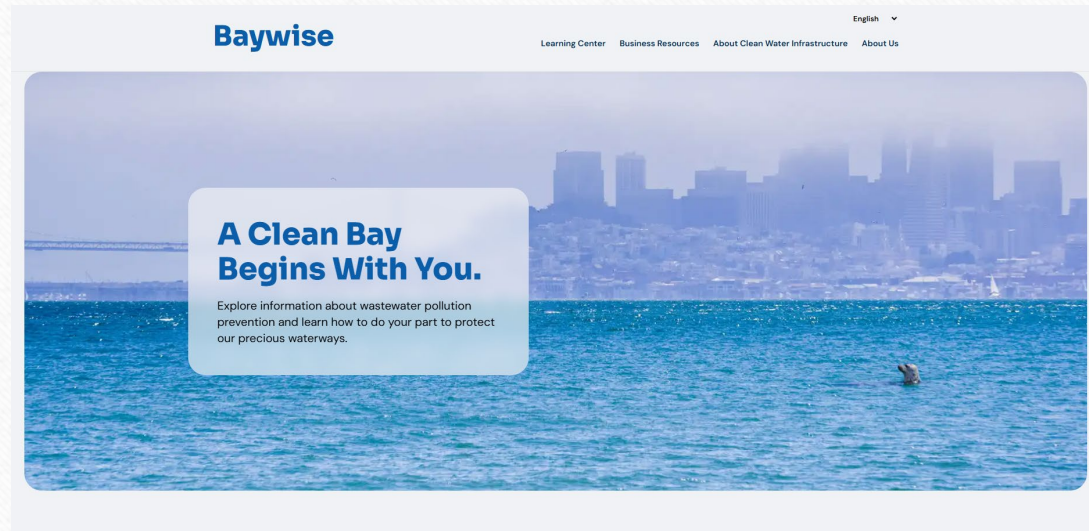 English
Baywise
Learning Center Business Resources About Clean Water Infrastructure About Us
A Clean Bay
Begins With You.
Explore information about wastewater pollution
prevention and learn how to do your part to protect
our precious waterways.